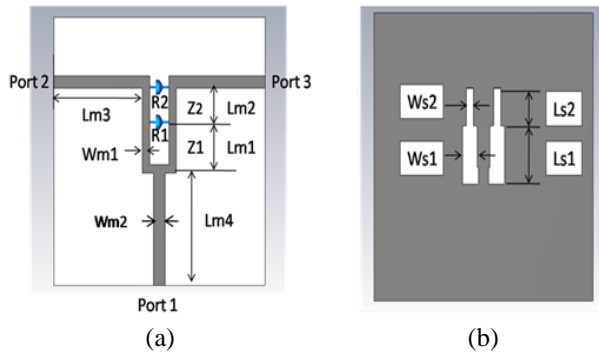 Port 2
Port 3
R2
Z2
Lm2
Lm3
R1
Wm1
Z1
Lm1
Wm2
Lm4
Port 1
(a)
Ws2
Ls2
Ws1
Ls1
(b)